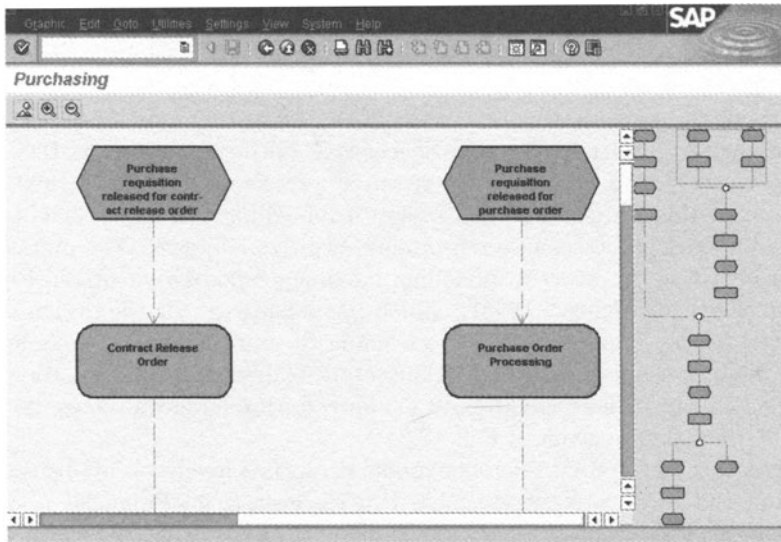 Graphic Edit Goto Utilities Settings View System Help
SAP
Purchasing
Purchase
requisition
released for contr-
act release order
Purchase
requisition
released for
purchase order
Contract Release
Order
Purchase Order
Processing